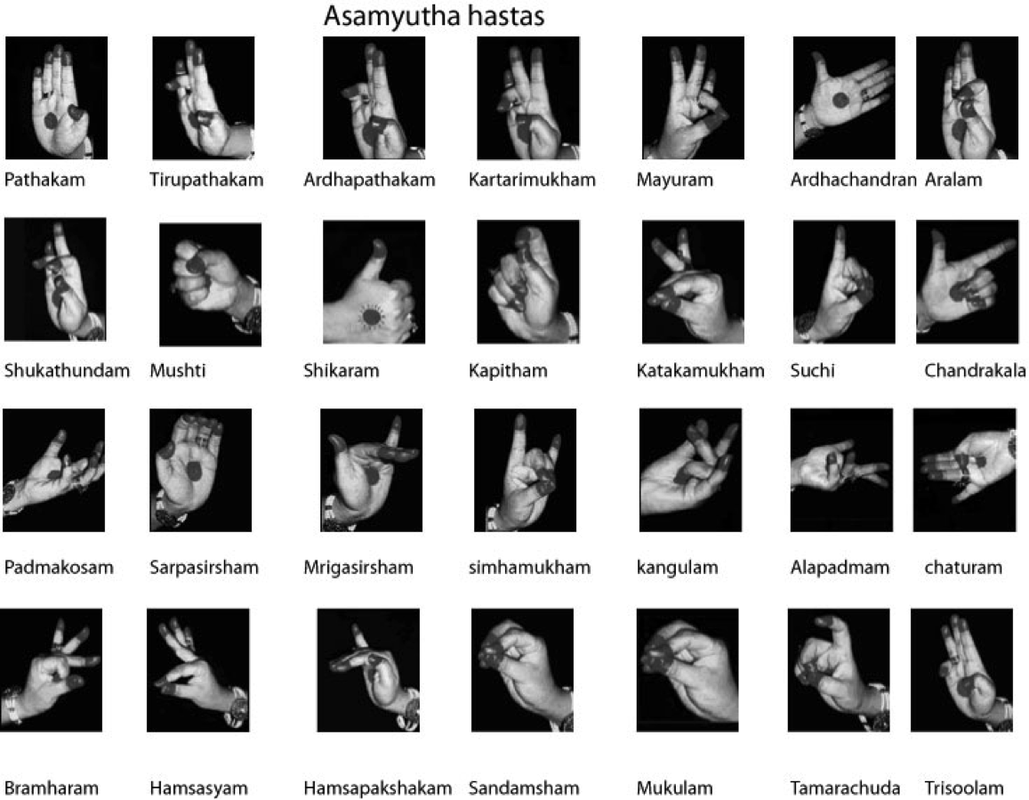 Asamyutha hastas
Pathakam Tirupathakam Ardhapathakam Kartarimukham Mayuram Ardhachandran Aralam
Shukathundam Mushti Shikaram Kapitham Katakamukham Suchi Chandrakala
Padmakosam Sarpasirsham Mrigasirsham simhamukham kangulam Alapadmam chaturam
Bramharam Hamsasyam Hamsapakshakam Sandamsham Mukulam Tamarachuda Trisoolam